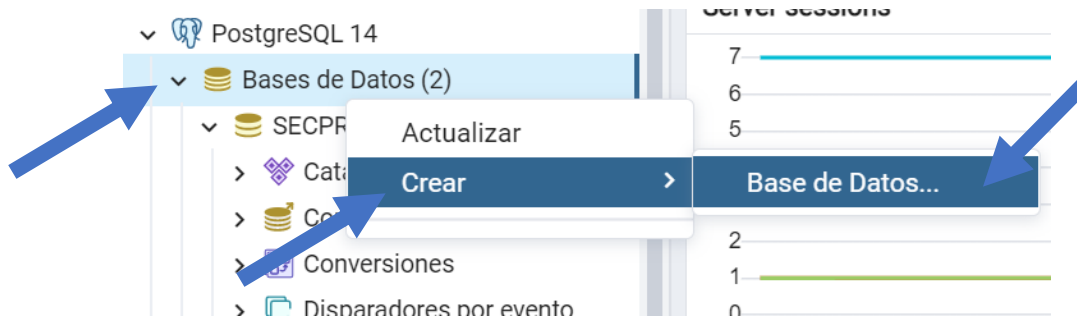 PostgreSQL 14
Server sessions
Bases de Datos (2)
7
6
5
SECPR
Actualizar
Crear
Base de Datos...
2
1
0
Conversiones
Disparadores por evento